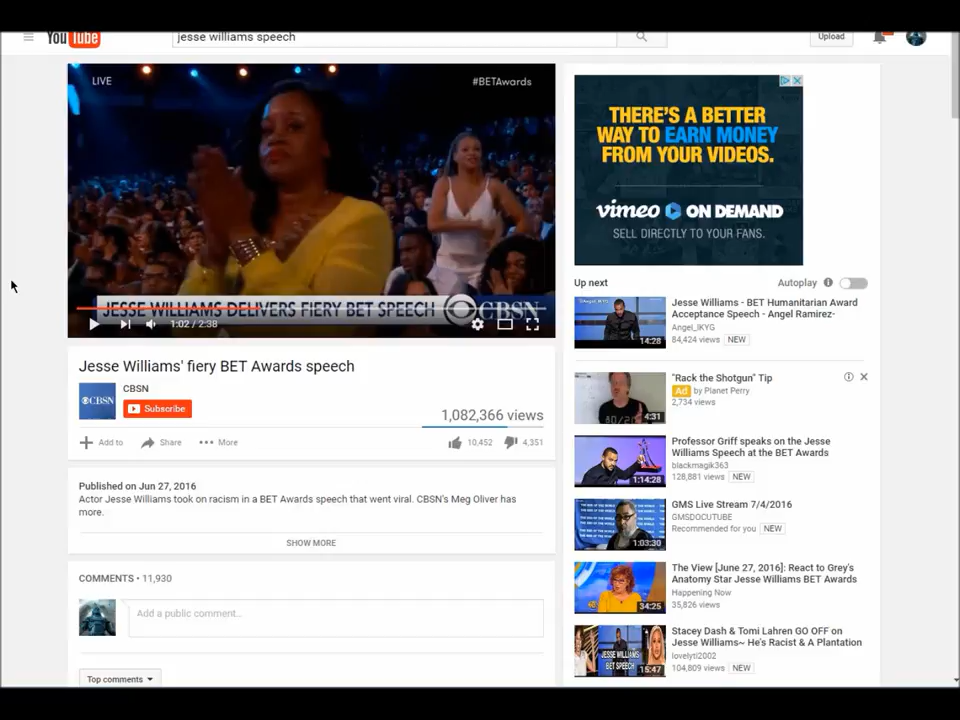 YouTube
jesse williams speech
Upload
LIVE
#BETAwards
JESSE WILLIAMS DELIVERS FIERY BET SPEECH
CBSN
1:02 / 2:38
Jesse Williams' fiery BET Awards speech
CBSN
CBSN
Subscribe
1,082,366 views
Add to
Share
More
10,452
4,351
Published on Jun 27, 2016
Actor Jesse Williams took on racism in a BET Awards speech that went viral. CBSN's Meg Oliver has
more.
SHOW MORE
COMMENTS • 11,930
Add a public comment...
Top comments
THERE'S A BETTER
WAY TO EARN MONEY
FROM YOUR VIDEOS.
vimeo ON DEMAND
SELL DIRECTLY TO YOUR FANS.
Up next
Autoplay
14:28
Jesse Williams - BET Humanitarian Award
Acceptance Speech - Angel Ramirez-
Angel_IKYG
84,424 views NEW
4:31
"Rack the Shotgun" Tip
Ad by Planet Perry
2,734 views
1:14:28
Professor Griff speaks on the Jesse
Williams Speech at the BET Awards
blackmagik363
128,881 views NEW
1:03:30
GMS Live Stream 7/4/2016
GMSDOCUTUBE
Recommended for you NEW
34:25
The View [June 27, 2016]: React to Grey's
Anatomy Star Jesse Williams BET Awards
Happening Now
35,826 views
JESSE WILLIAMS
BET SPEECH
15:47
Stacey Dash & Tomi Lahren GO OFF on
Jesse Williams~ He's Racist & A Plantation
lovelyti2002
104,809 views NEW